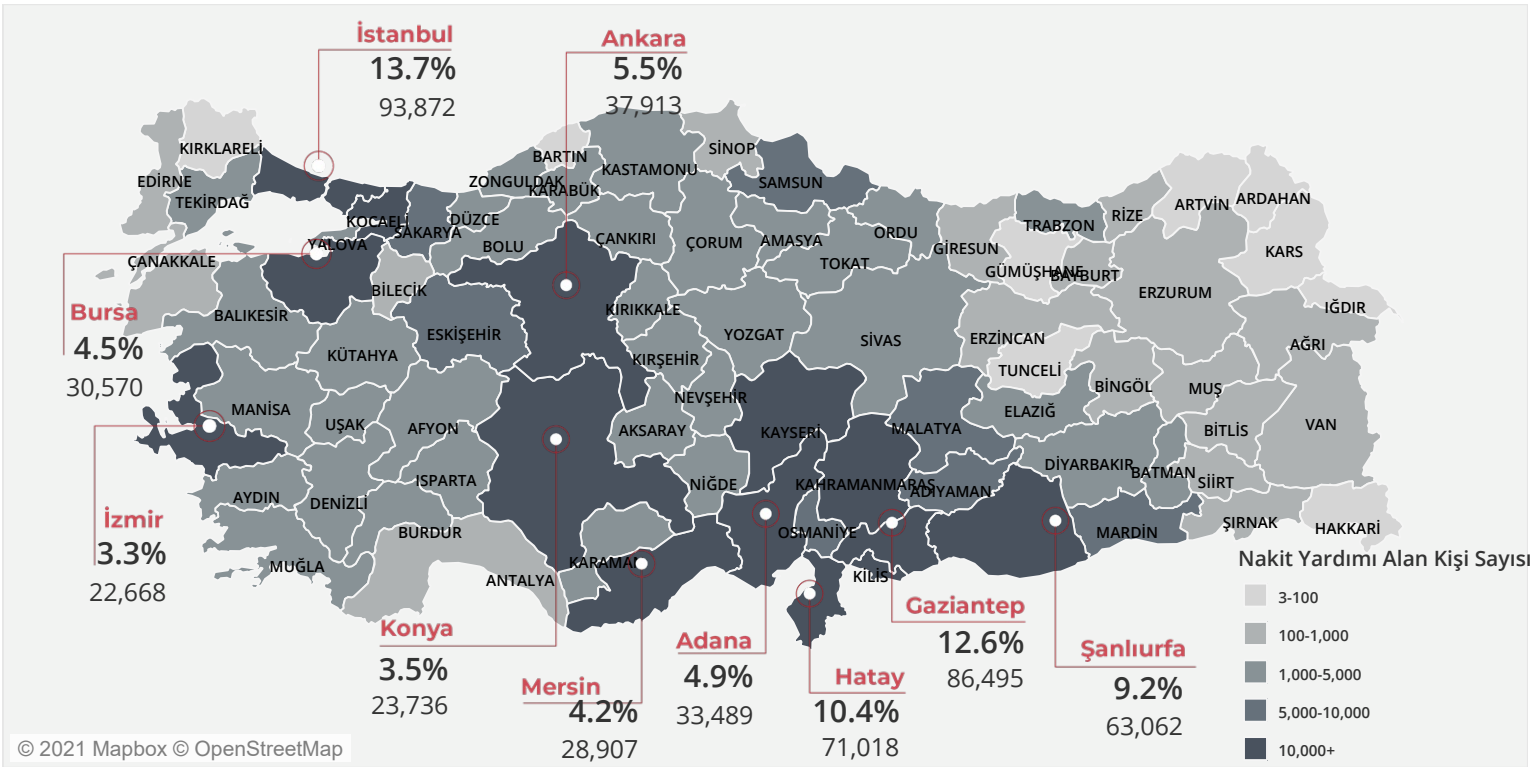 İstanbul
13.7%
93,872
Ankara
5.5%
37,913
KIRKLARELİ
EDİRNE
TEKİRDAĞ
BARTIN
KASTAMONU
SİNOP
ZONGULDAK
KARABÜK
SAMSUN
KOCAELİ
SAKARYA
DÜZCE
YALOVA
BOLU
ÇANKIRI
ÇORUM
AMASYA
ORDU
TOKAT
GİRESUN
TRABZON
RİZE
ARTVİN
ARDAHAN
KARS
GÜMÜŞHANE
BAYBURT
ERZURUM
IĞDIR
ÇANAKKALE
BİLECİK
BALIKESİR
ESKİŞEHİR
KIRIKKALE
YOZGAT
SİVAS
ERZİNCAN
AĞRI
KÜTAHYA
KIRŞEHİR
TUNCELİ
BİNGÖL
MUŞ
NEVŞEHİR
Bursa
4.5%
30,570
MANİSA
UŞAK
AFYON
AKSARAY
KAYSERİ
MALATYA
ELAZIĞ
BİTLİS
VAN
DİYARBAKIR
BATMAN
SİİRT
ISPARTA
NİĞDE
KAHRAMANMARAŞ
ADIYAMAN
AYDIN
DENİZLİ
BURDUR
OSMANİYE
MARDİN
ŞIRNAK
HAKKARİ
MUĞLA
ANTALYA
KARAMAN
KİLİS
İzmir
3.3%
22,668
Konya
3.5%
23,736
Mersin
4.2%
28,907
Adana
4.9%
33,489
Hatay
10.4%
71,018
Gaziantep
12.6%
86,495
Şanlıurfa
9.2%
63,062
Nakit Yardımı Alan Kişi Sayısı
3-100
100-1,000
1,000-5,000
5,000-10,000
10,000+
© 2021 Mapbox © OpenStreetMap